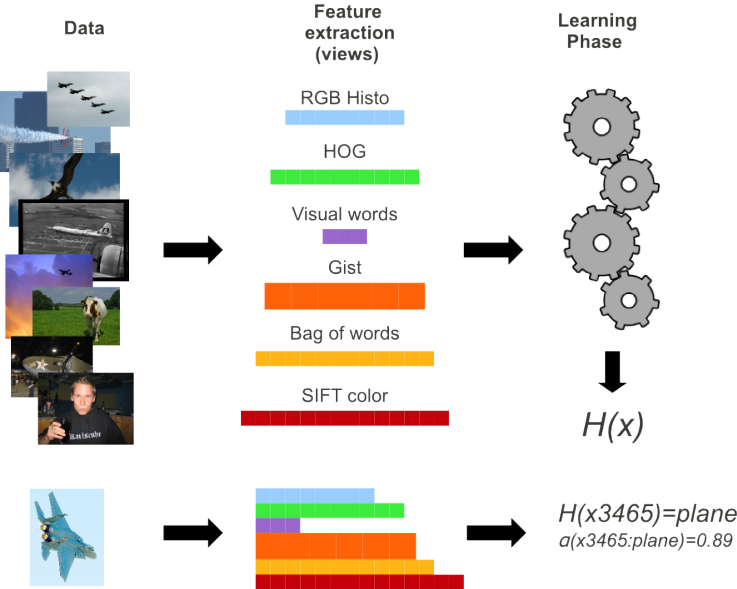 Data
Feature
extraction
(views)
Learning
Phase
RGB Histo
HOG
Visual words
Gist
Bag of words
SIFT color
H(x)
Karlsruhe
H(x3465)=plane
α(x3465:plane)=0.89